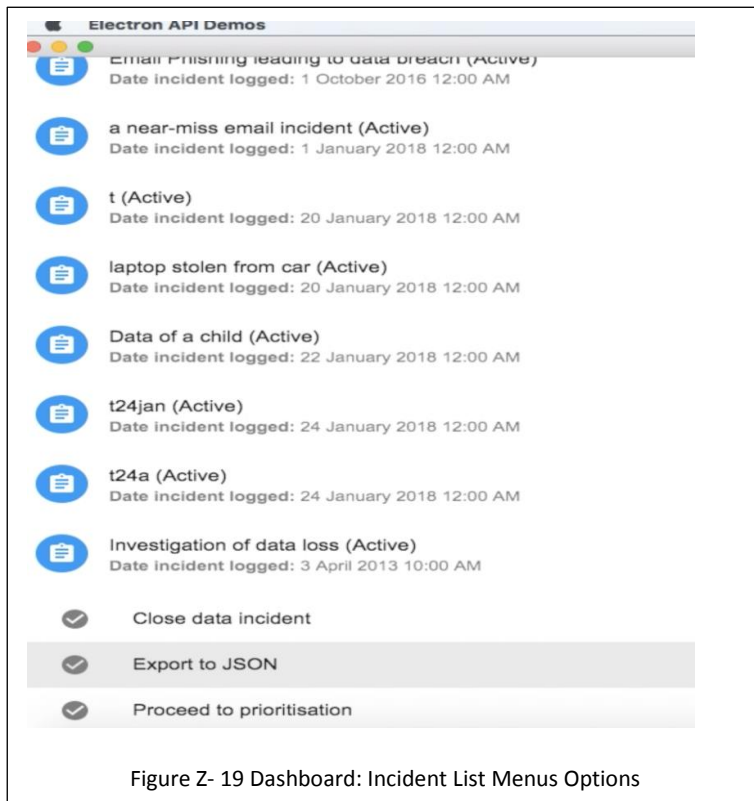 Electron API Demos
Email Phishing leading to data breach (Active)
Date incident logged: 1 October 2016 12:00 AM
a near-miss email incident (Active)
Date incident logged: 1 January 2018 12:00 AM
t (Active)
Date incident logged: 20 January 2018 12:00 AM
laptop stolen from car (Active)
Date incident logged: 20 January 2018 12:00 AM
Data of a child (Active)
Date incident logged: 22 January 2018 12:00 AM
t24jan (Active)
Date incident logged: 24 January 2018 12:00 AM
t24a (Active)
Date incident logged: 24 January 2018 12:00 AM
Investigation of data loss (Active)
Date incident logged: 3 April 2013 10:00 AM
Close data incident
Export to JSON
Proceed to prioritisation
Figure Z- 19 Dashboard: Incident List Menus Options